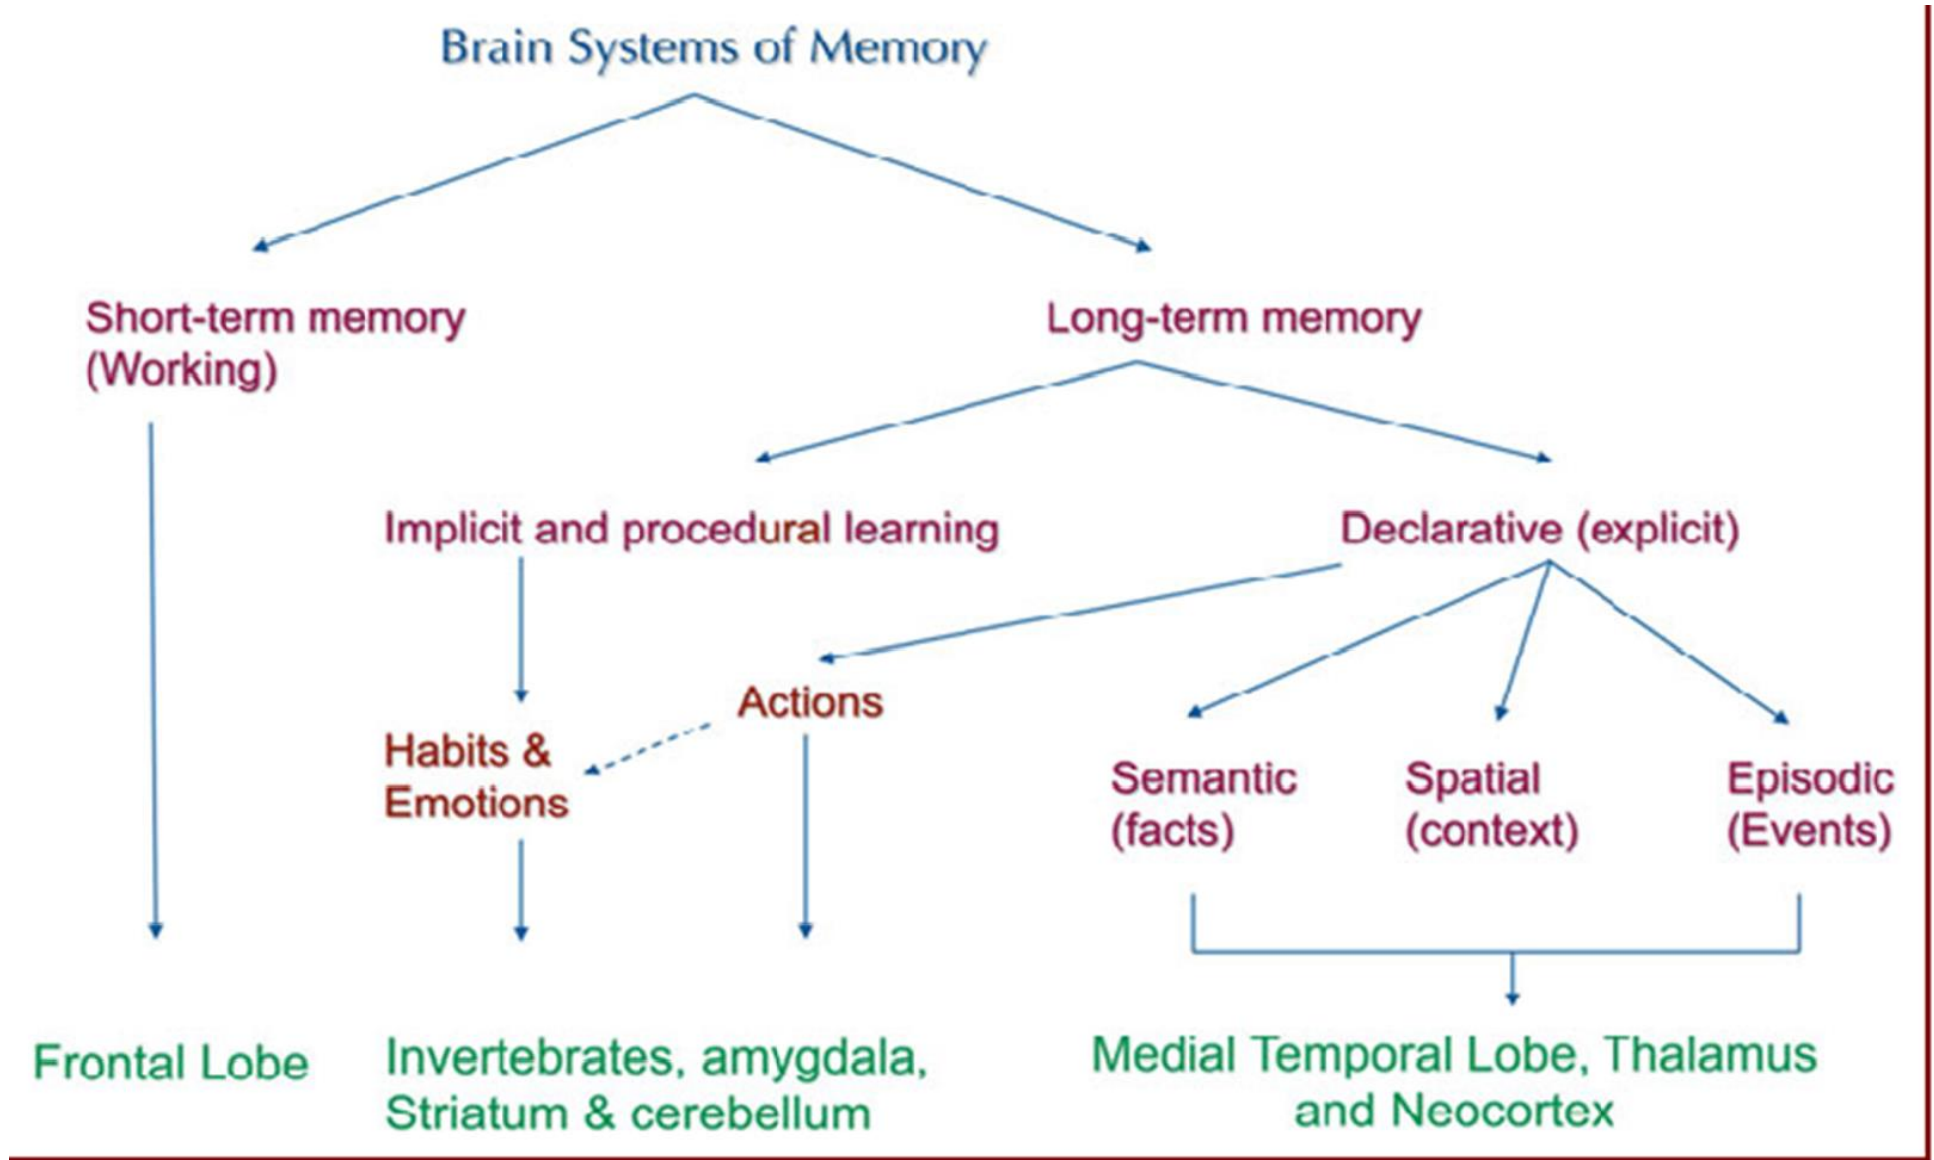 Brain Systems of Memory
Short-term memory
(Working)
Long-term memory
Implicit and procedural learning
Declarative (explicit)
Actions
Habits &
Emotions
Semantic
(facts)
Spatial
(context)
Episodic
(Events)
Frontal Lobe
Invertebrates, amygdala,
Striatum & cerebellum
Medial Temporal Lobe, Thalamus
and Neocortex